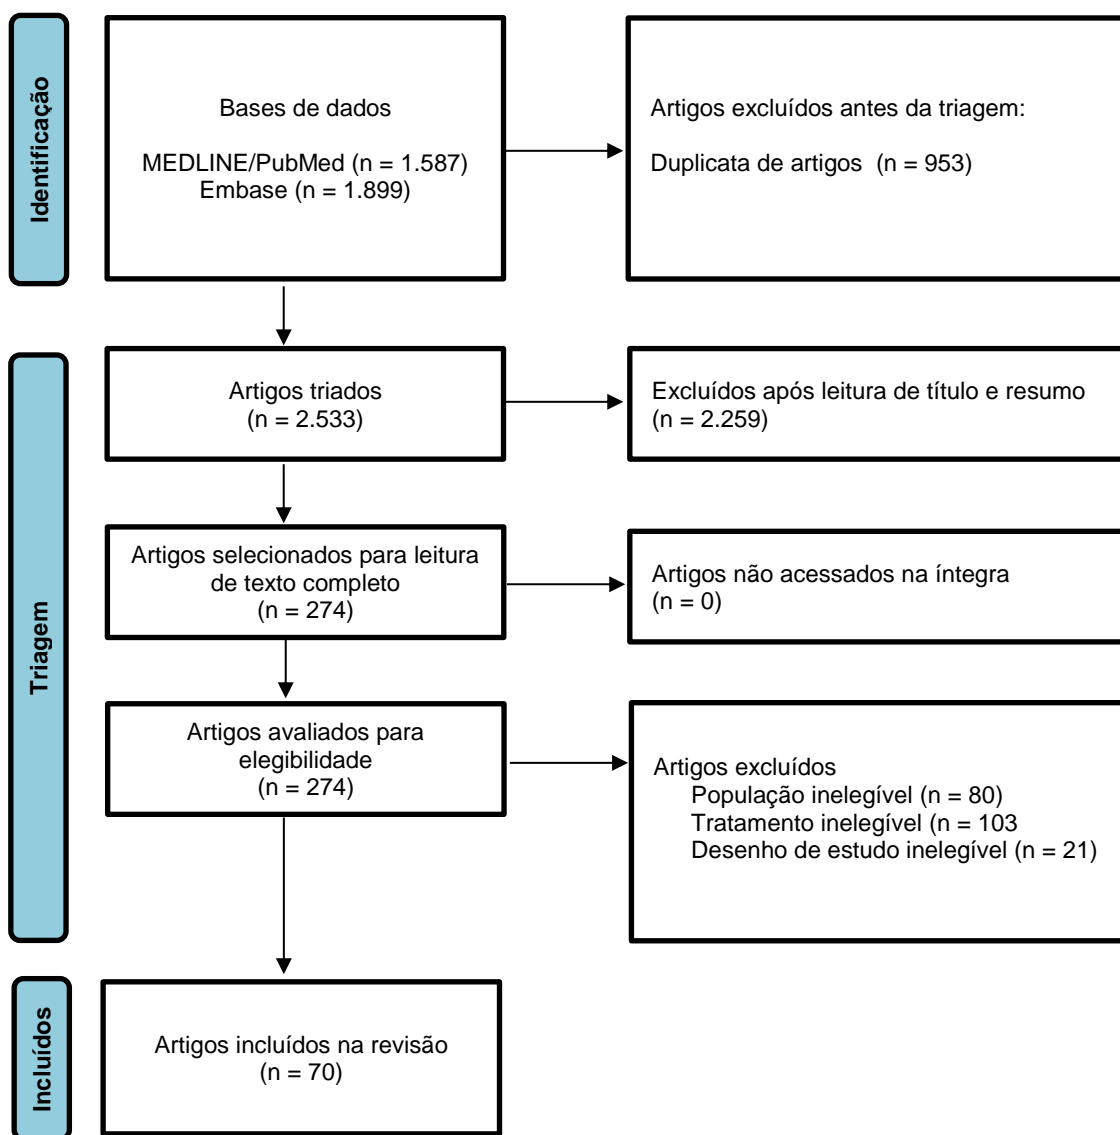 Identificação
Bases de dados
MEDLINE/PubMed (n = 1.587)
Embase (n = 1.899)
Artigos excluídos antes da triagem:
Duplicata de artigos (n = 953)
Triagem
Artigos triados
(n = 2.533)
Excluídos após leitura de título e resumo
(n = 2.259)
Artigos selecionados para leitura
de texto completo
(n = 274)
Artigos não acessados na íntegra
(n = 0)
Artigos avaliados para
elegibilidade
(n = 274)
Artigos excluídos
População inelegível (n = 80)
Tratamento inelegível (n = 103
Desenho de estudo inelegível (n = 21)
Incluídos
Artigos incluídos na revisão
(n = 70)